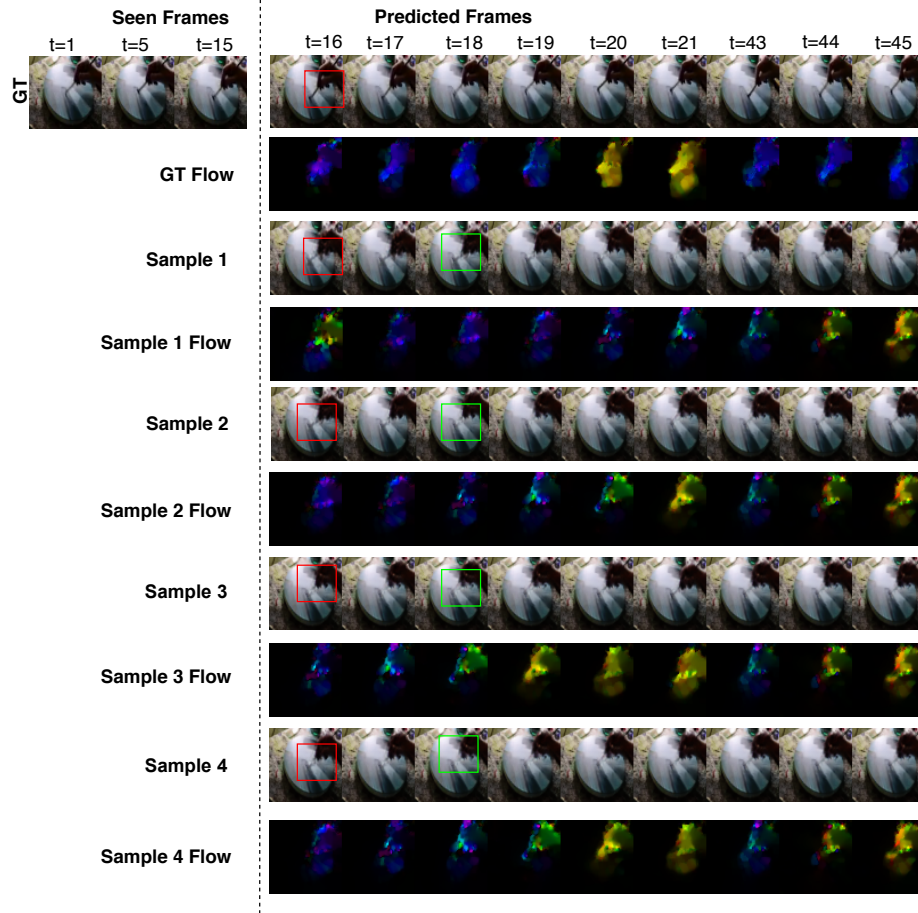 Seen Frames
Predicted Frames
t=1 t=5 t=15
t=16 t=17 t=18 t=19 t=20 t=21 t=43 t=44 t=45
GT
GT Flow
Sample 1
Sample 1 Flow
Sample 2
Sample 2 Flow
Sample 3
Sample 3 Flow
Sample 4
Sample 4 Flow